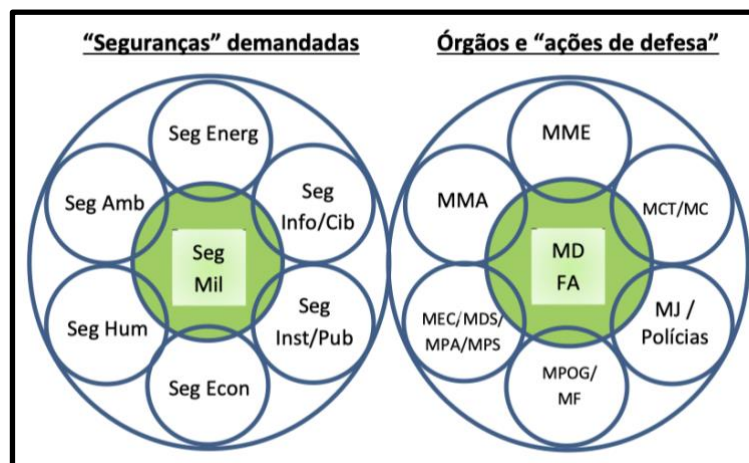 “Seguranças” demandadas
Órgãos e “ações de defesa”
Seg Energ
Seg Amb
Seg
Info/Cib
Seg
Mil
Seg Hum
Seg
Inst/Pub
Seg Econ
MME
MMA
MCT/MC
MD
FA
MEC/MDS/
MPA/MPS
MJ /
Polícias
MPOG/
MF